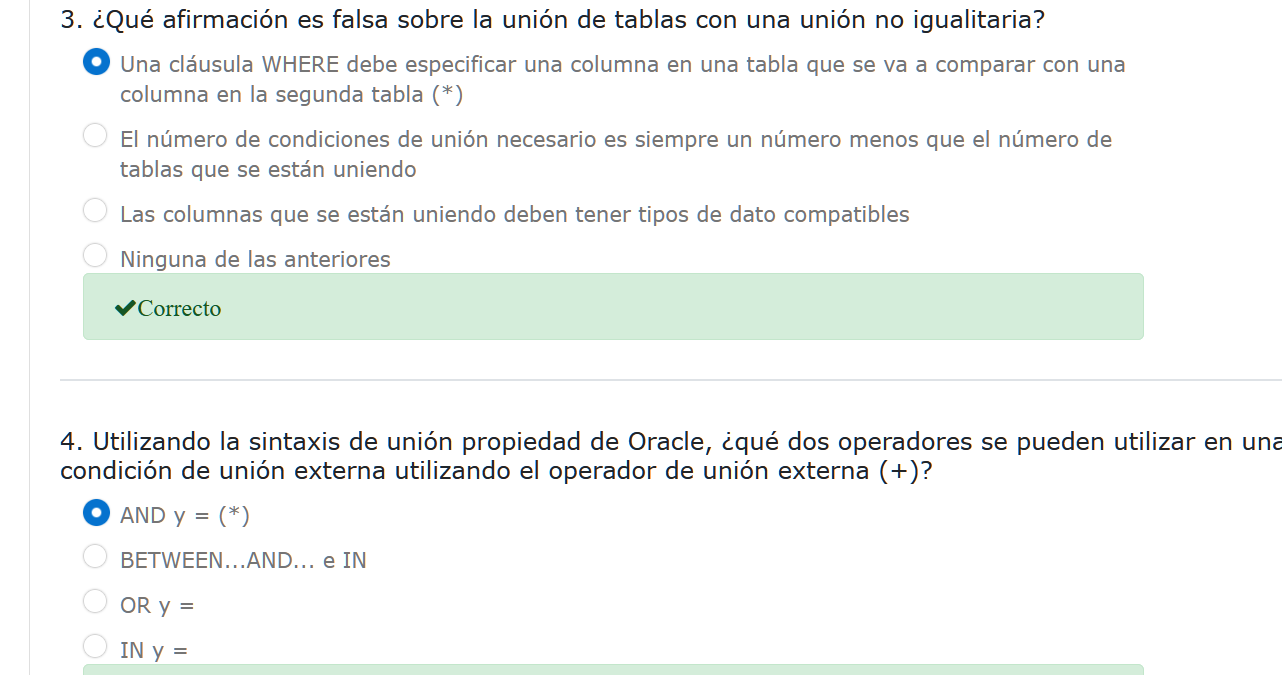 3. ¿Qué afirmación es falsa sobre la unión de tablas con una unión no igualitaria?
Una cláusula WHERE debe especificar una columna en una tabla que se va a comparar con una
columna en la segunda tabla (*)
El número de condiciones de unión necesario es siempre un número menos que el número de
tablas que se están uniendo
Las columnas que se están uniendo deben tener tipos de dato compatibles
Ninguna de las anteriores
Correcto
4. Utilizando la sintaxis de unión propiedad de Oracle, ¿qué dos operadores se pueden utilizar en una
condición de unión externa utilizando el operador de unión externa (+)?
AND y = (*)
BETWEEN...AND... e IN
OR y =
IN y =